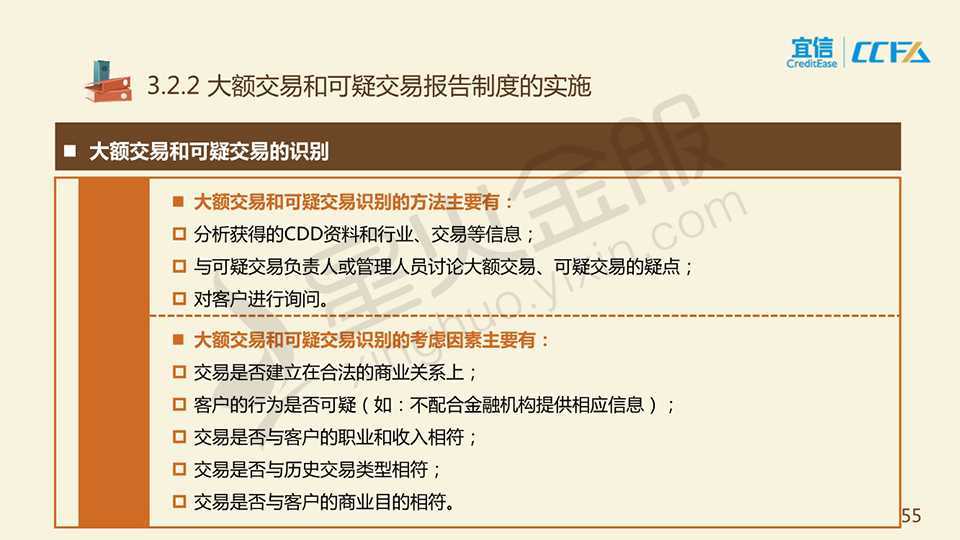 宜信
CreditEase
CCFA
3.2.2 大额交易和可疑交易报告制度的实施
大额交易和可疑交易的识别
大额交易和可疑交易识别的方法主要有：
分析获得的CDD资料和行业、交易等信息；
与可疑交易负责人或管理人员讨论大额交易、可疑交易的疑点；
对客户进行询问。
大额交易和可疑交易识别的考虑因素主要有：
交易是否建立在合法的商业关系上；
客户的行为是否可疑（如：不配合金融机构提供相应信息）；
交易是否与客户的职业和收入相符；
交易是否与历史交易类型相符；
交易是否与客户的商业目的相符。
55
星火金服
xinghuo.yixin.com